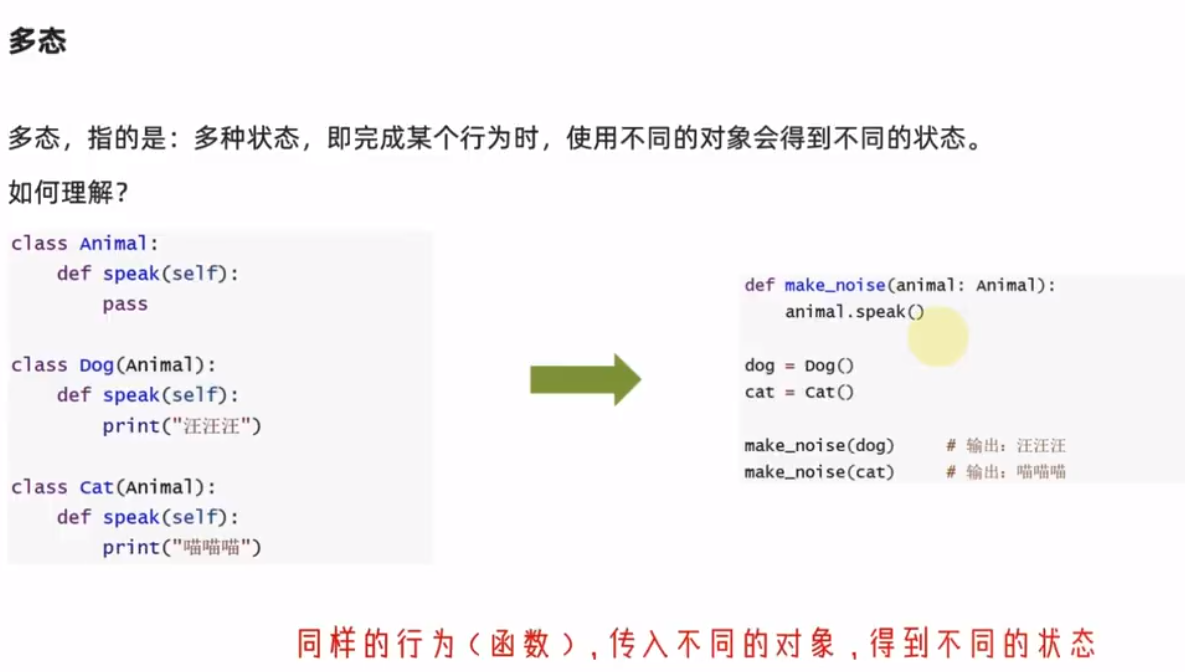 多态
多态，指的是：多种状态，即完成某个行为时，使用不同的对象会得到不同的状态。
如何理解？
class Animal:
    def speak(self):
        pass
class Dog(Animal):
    def speak(self):
        print("汪汪汪")
class Cat(Animal):
    def speak(self):
        print("喵喵喵")
def make_noise(animal: Animal):
    animal.speak()
dog = Dog()
cat = Cat()
make_noise(dog)     # 输出：汪汪汪
make_noise(cat)     # 输出：喵喵喵
同样的行为（函数）,传入不同的对象,得到不同的状态